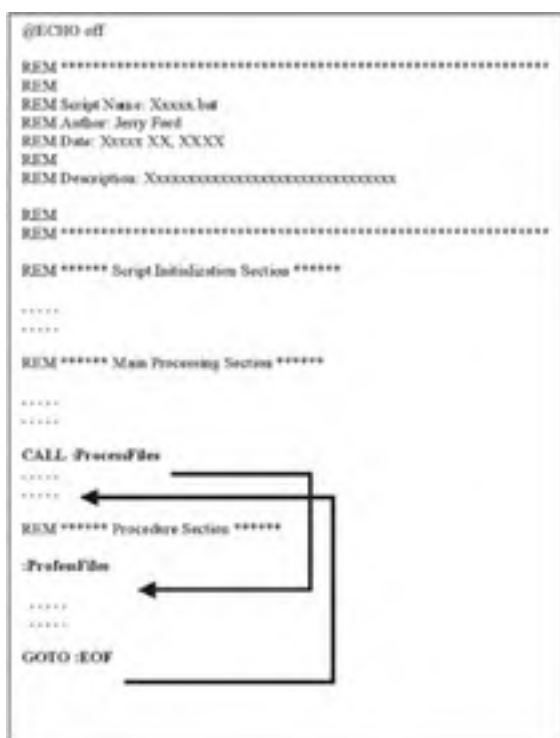 @ECHO off
REM ************************************************************
REM
REM Script Name: Xxxxx.bat
REM Author: Jerry Ford
REM Date: Xxxxx XX, XXXX
REM
REM Description: Xxxxxxxxxxxxxxxxxxxxxxxxxxxxxxxx
REM
REM ************************************************************
REM ****** Script Initialization Section ******
.....
.....
REM ****** Main Processing Section ******
.....
.....
CALL :ProcessFiles
.....
.....
REM ****** Procedure Section ******
:ProfessFiles
.....
.....
GOTO :EOF